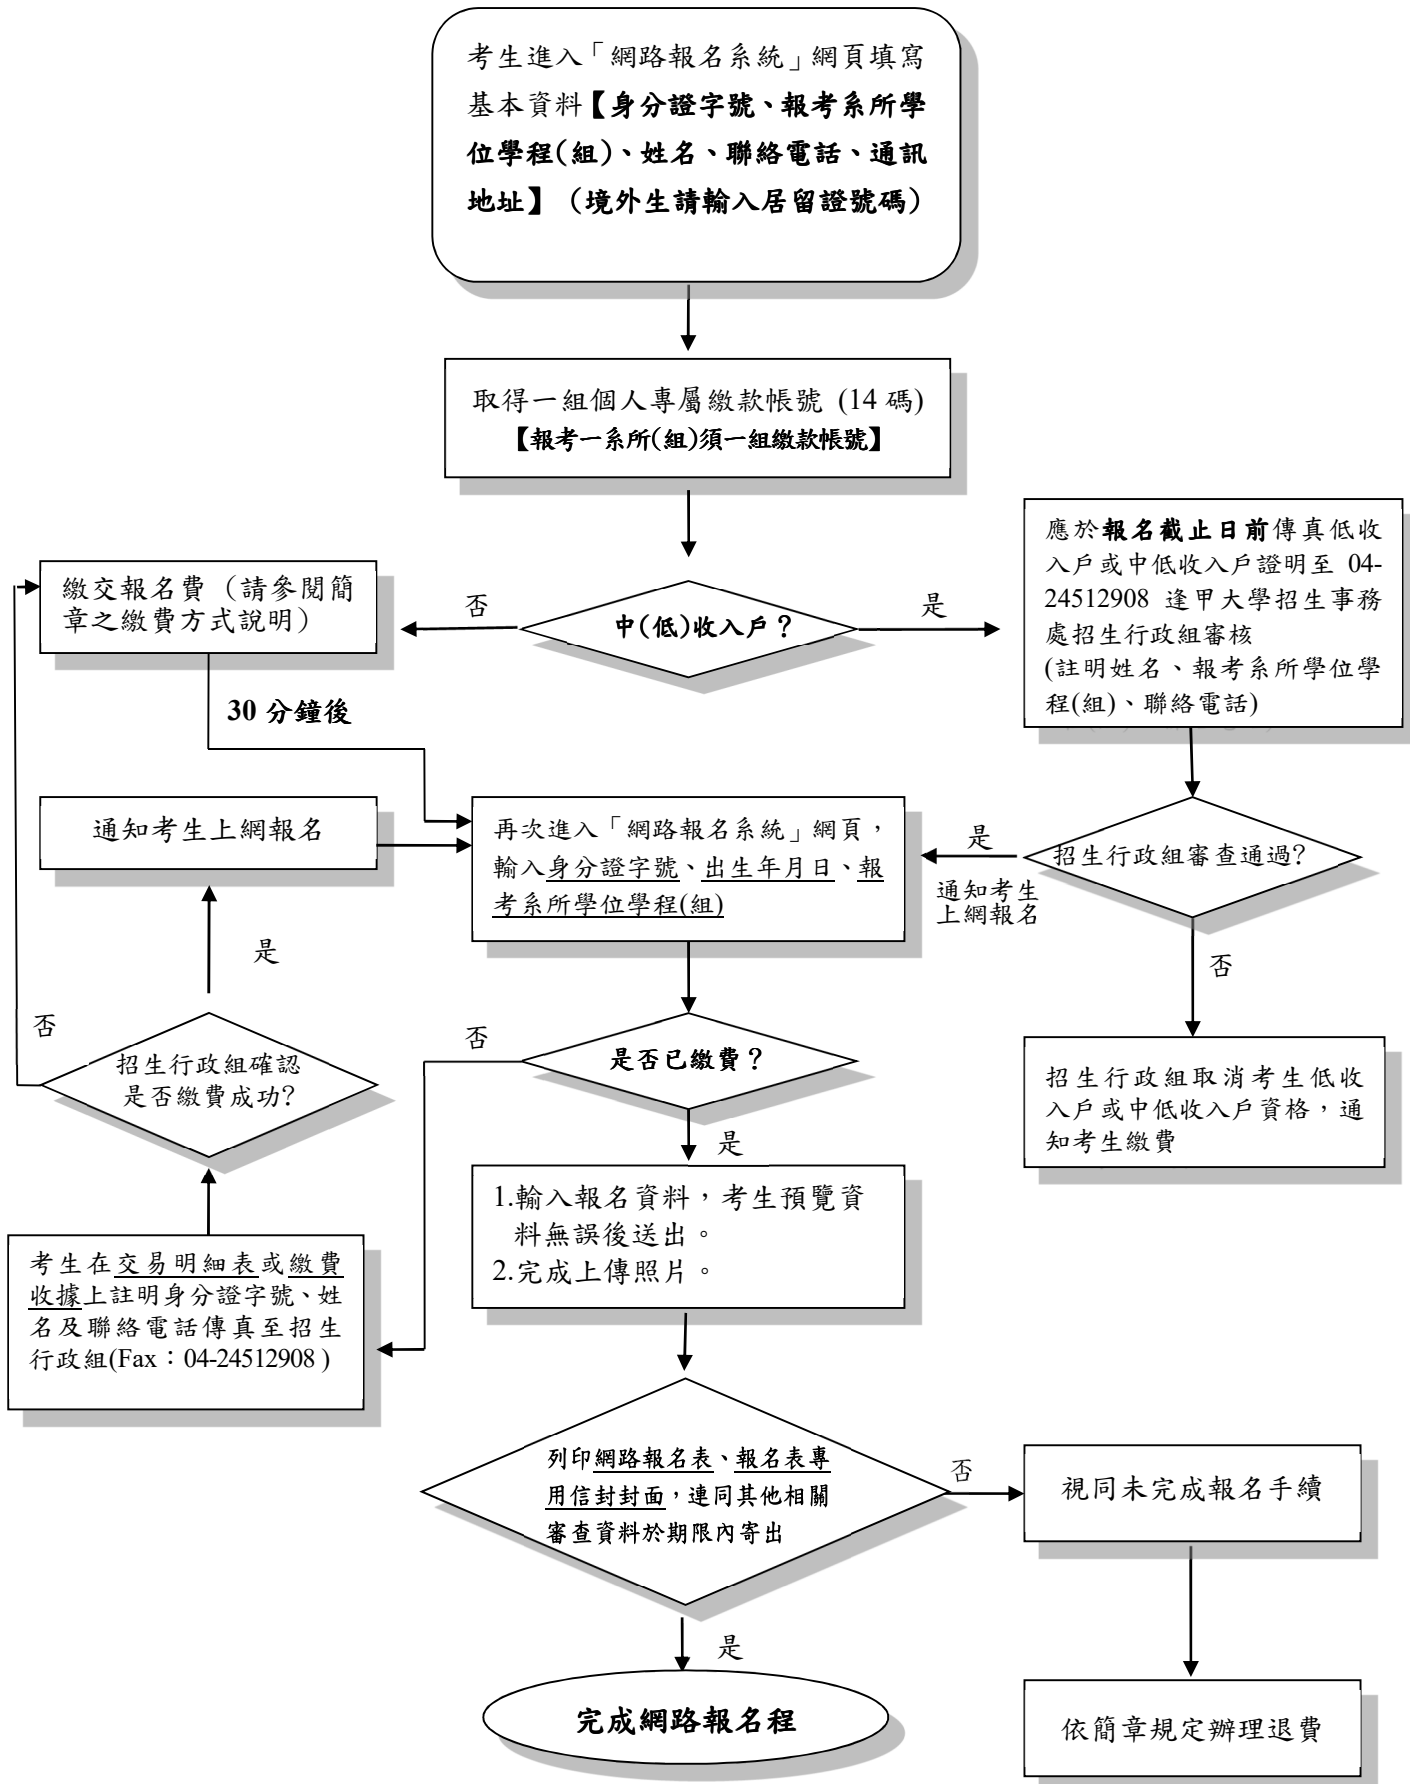 考生進入「網路報名系統」網頁填寫
基本資料【身分證字號、報考系所學
位學程(組)、姓名、聯絡電話、通訊
地址】（境外生請輸入居留證號碼）
取得一組個人專屬繳款帳號 (14 碼)
【報考一系所(組)須一組繳款帳號】
中(低)收入戶？
否
是
繳交報名費（請參閱簡
章之繳費方式說明）
30 分鐘後
應於報名截止日前傳真低收
入戶或中低收入戶證明至 04-
24512908 逢甲大學招生事務
處招生行政組審核
(註明姓名、報考系所學位學
程(組)、聯絡電話)
通知考生上網報名
再次進入「網路報名系統」網頁，
輸入身分證字號、出生年月日、報
考系所學位學程(組)
是
通知考生
上網報名
招生行政組審查通過?
是
否
否
招生行政組確認
是否繳費成功?
否
是否已繳費？
是
招生行政組取消考生低收
入戶或中低收入戶資格，通
知考生繳費
1.輸入報名資料，考生預覽資
料無誤後送出。
2.完成上傳照片。
考生在交易明細表或繳費
收據上註明身分證字號、姓
名及聯絡電話傳真至招生
行政組(Fax：04-24512908 )
列印網路報名表、報名表專
用信封封面，連同其他相關
審查資料於期限內寄出
否
視同未完成報名手續
是
完成網路報名程
依簡章規定辦理退費